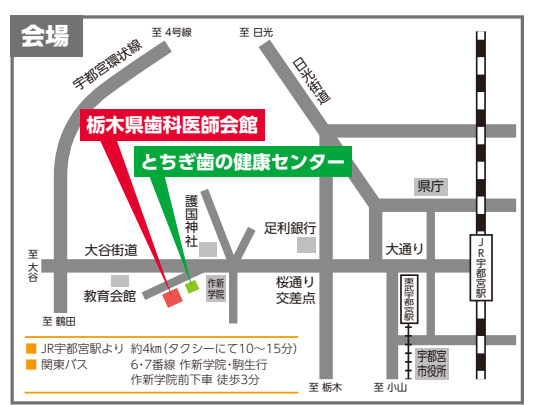 会場
至 4号線
至 日光
宇都宮環状線
日光街道
栃木県歯科医師会館
とちぎ歯の健康センター
県庁
護国神社
足利銀行
至 大谷
大谷街道
大通り
JR宇都宮駅
教育会館
作新
学院
桜通り
交差点
東武宇都宮駅
至 鶴田
宇都宮
市役所
■ JR宇都宮駅より 約4km(タクシーにて10〜15分)
■ 関東バス 6・7番線 作新学院・駒生行
作新学院前下車 徒歩3分
至 栃木
至 小山